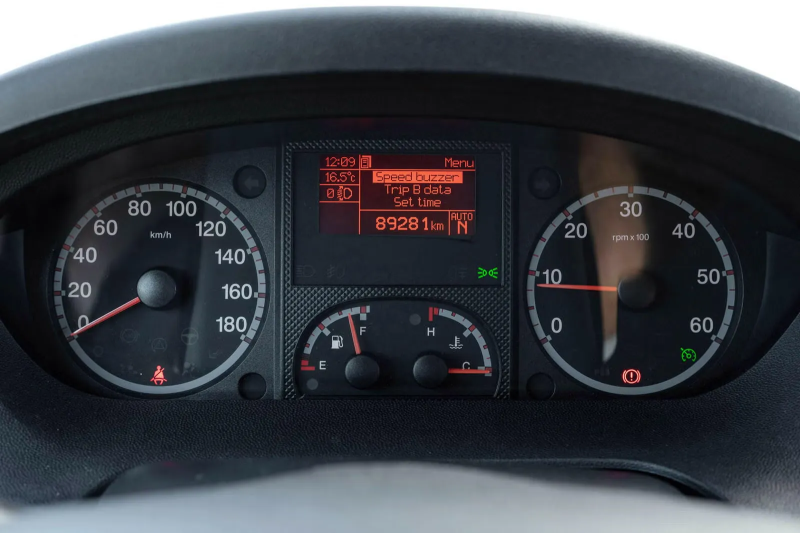 12:09 Menu
16.5°c Speed buzzer
0 Trip B data
Set time
89281 km AUTO N
0
20
40
60
80
100
120
140
160
180
km/h
E
F
H
C
0
10
20
30
40
50
60
rpm x 100